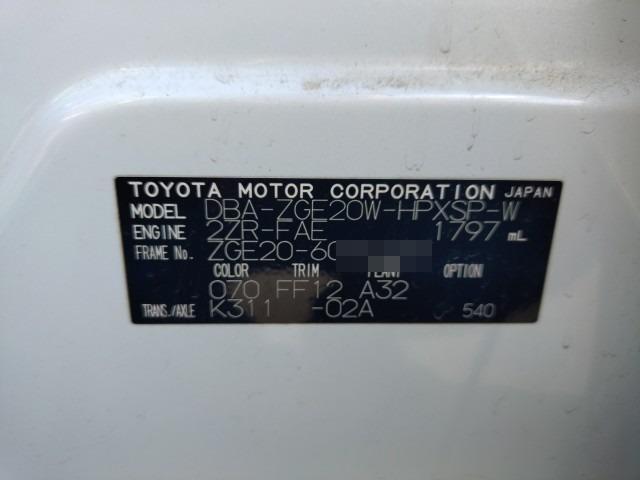 TOYOTA MOTOR CORPORATION JAPAN
MODEL DBA-ZGE20W-HPXSP-W
ENGINE 2ZR-FAE 1797 mL
FRAME No. ZGE20-60
COLOR TRIM PLANT OPTION
070 FF12 A32
TRANS./AXLE K311 -02A 540